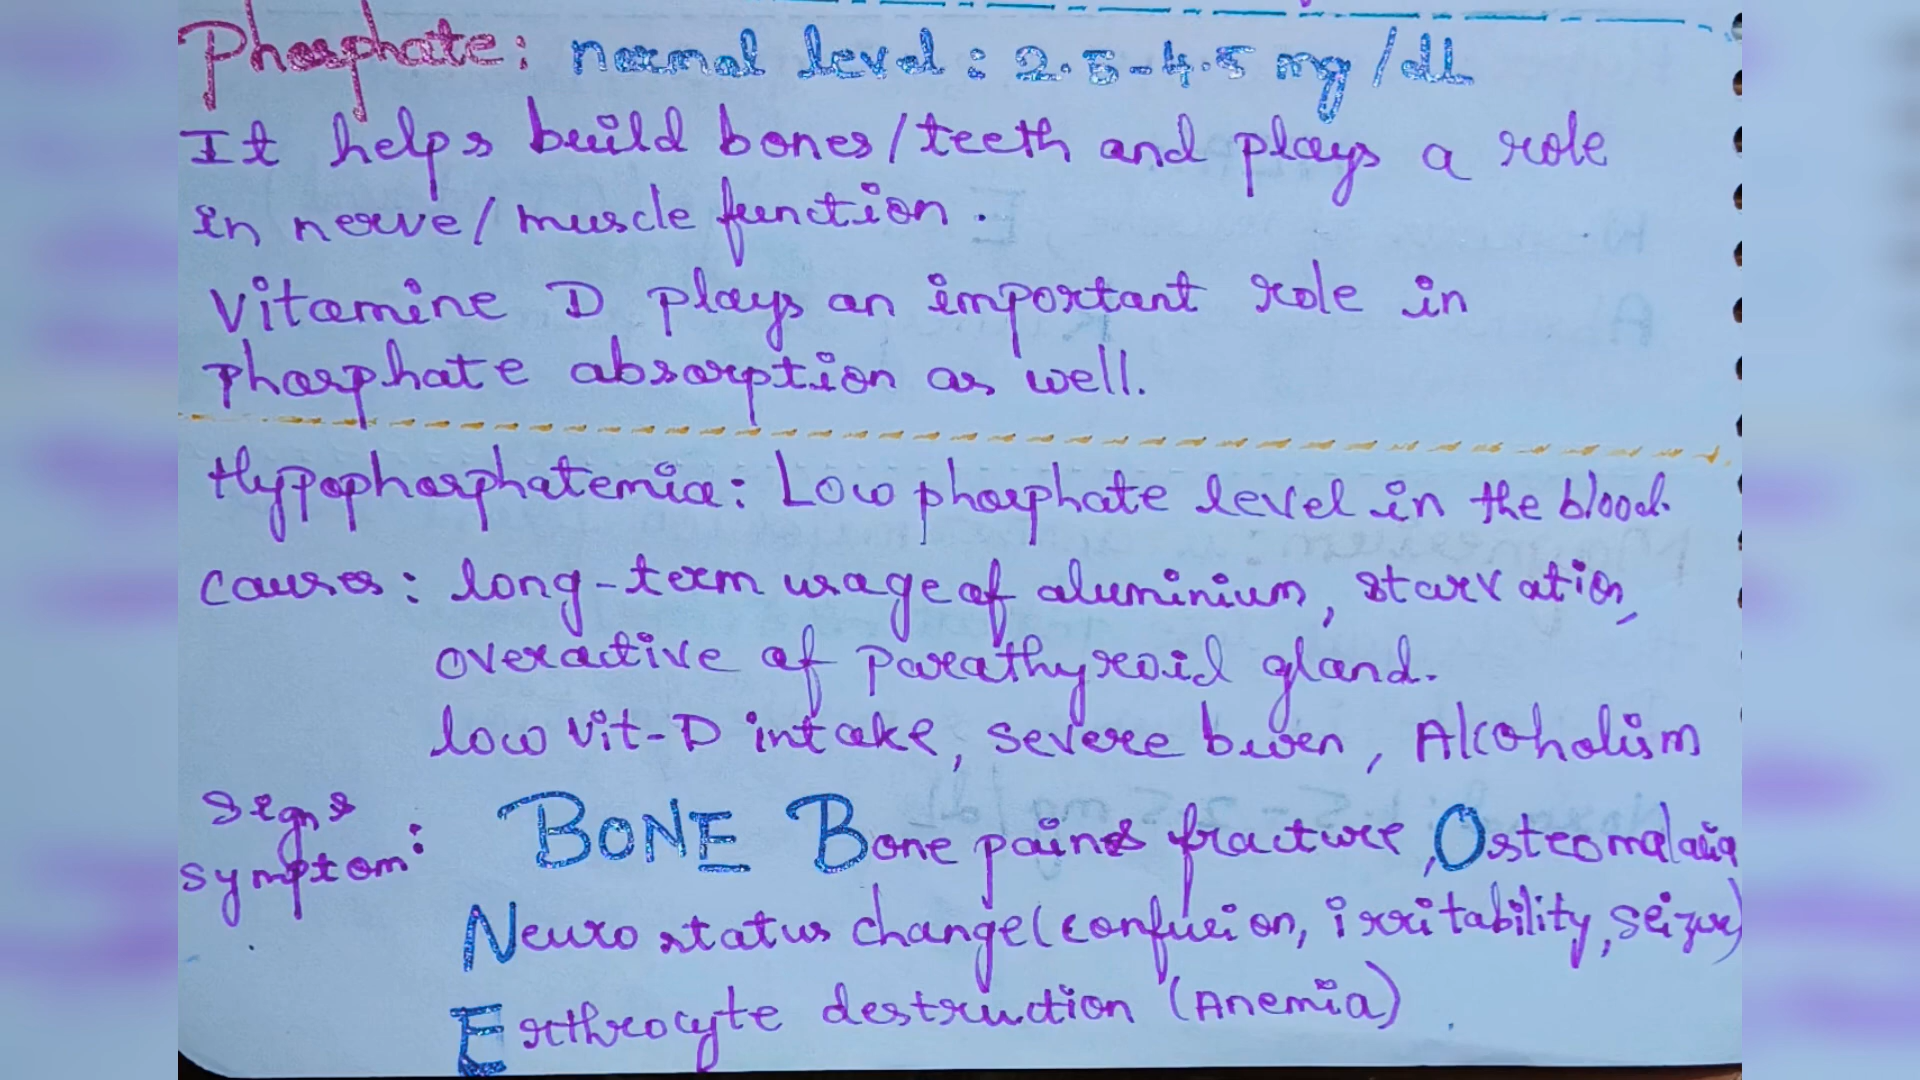 Phosphate: normal level: 2.5-4.5 mg/dL
It helps build bones/teeth and plays a role
in nerve/muscle function.
Vitamine D plays an important role in
phosphate absorption as well.
Hypophosphatemia: Low phosphate level in the blood.
causes: long-term usage of aluminium, starvation,
overactive of parathyroid gland.
low vit-D intake, severe buren, Alcoholism
Signs
symptom: BONE Bone pain fracture, Osteomalacia
Neuro status change (confusion, irritability, seizure)
Erthrocyte destruction (Anemia)